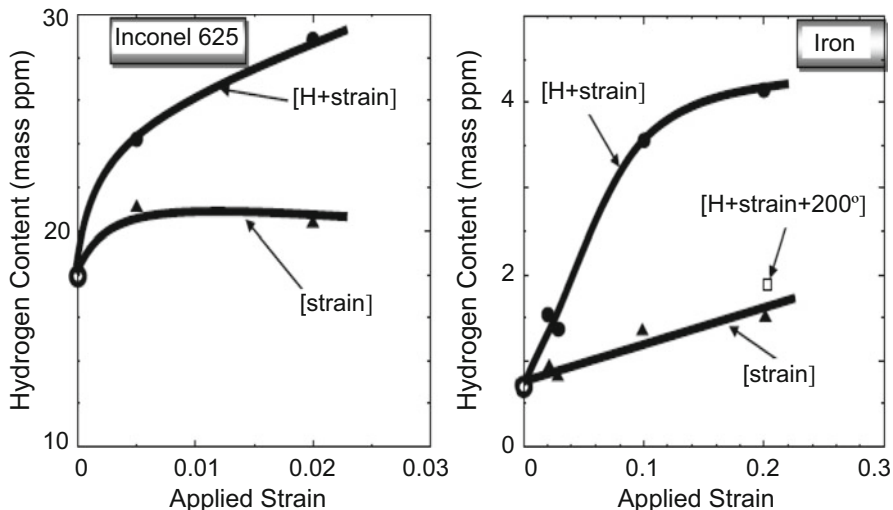 Inconel 625
Hydrogen Content (mass ppm)
30
20
10
[H+strain]
[strain]
0
0.01
0.02
0.03
Applied Strain
Iron
Hydrogen Content (mass ppm)
4
2
0
[H+strain]
[H+strain+200º]
[strain]
0
0.1
0.2
0.3
Applied Strain